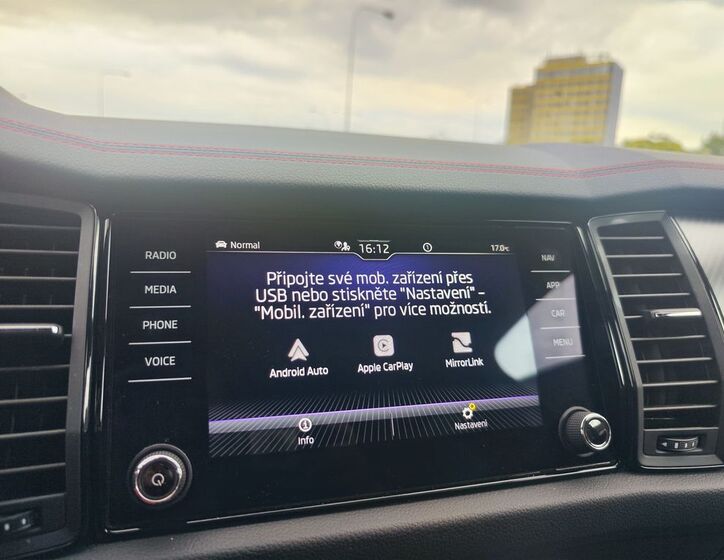 RADIO
MEDIA
PHONE
VOICE
Normal
16:12
17.0°C
Připojte své mob. zařízení přes
USB nebo stiskněte "Nastavení" –
"Mobil. zařízení" pro více možností.
Android Auto
Apple CarPlay
MirrorLink
Info
Nastavení
NAV
APP
CAR
MENU